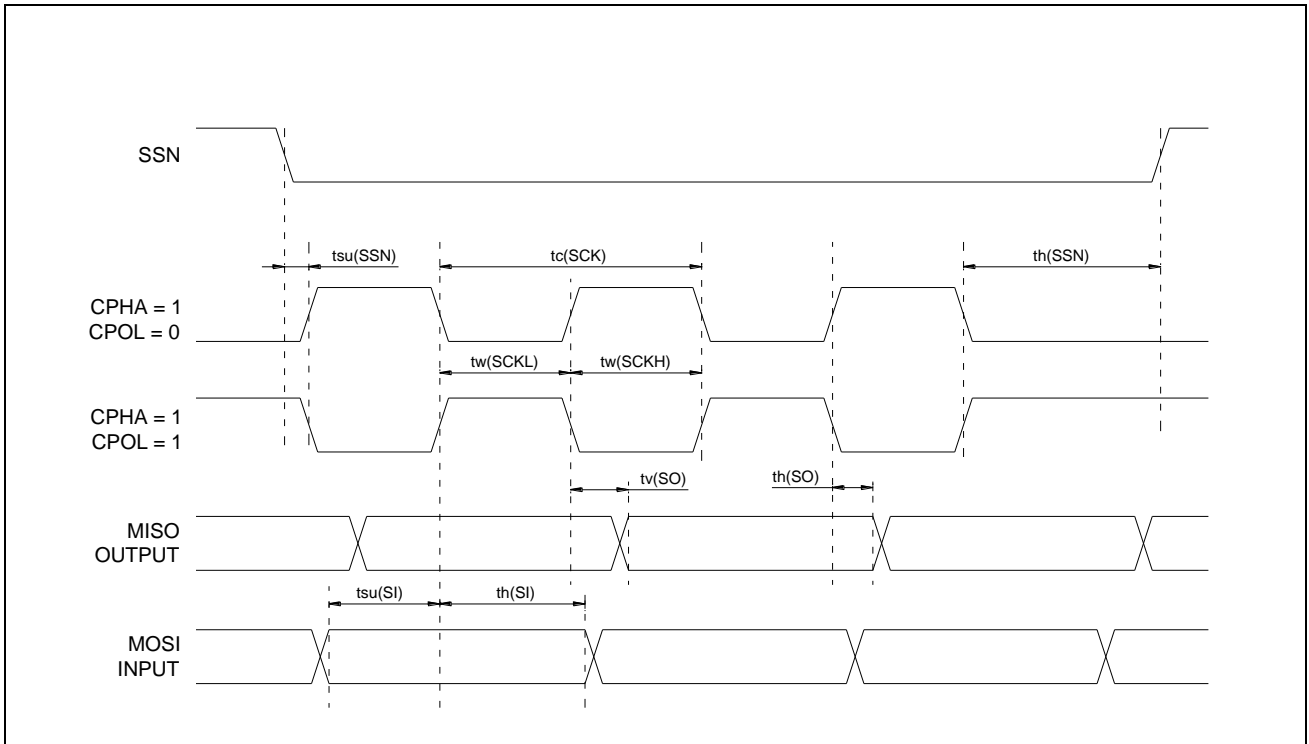 SSN
tsu(SSN)
tc(SCK)
th(SSN)
CPHA = 1
CPOL = 0
tw(SCKL)
tw(SCKH)
CPHA = 1
CPOL = 1
tv(SO)
th(SO)
MISO
OUTPUT
tsu(SI)
th(SI)
MOSI
INPUT